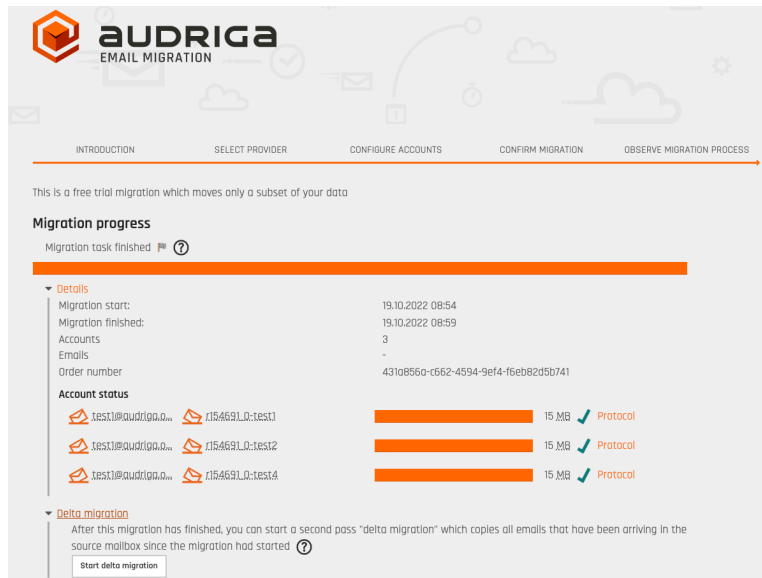 audriga
EMAIL MIGRATION
INTRODUCTION
SELECT PROVIDER
CONFIGURE ACCOUNTS
CONFIRM MIGRATION
OBSERVE MIGRATION PROCESS
This is a free trial migration which moves only a subset of your data
Migration progress
Migration task finished ?
Details
Migration start: 19.10.2022 08:54
Migration finished: 19.10.2022 08:59
Accounts 3
Emails -
Order number 431a856a-c662-4594-9ef4-f6eb82d5b741
Account status
test1@audriga.o... r154691_0-test1 15 MB Protocol
test1@audriga.o... r154691_0-test2 15 MB Protocol
test1@audriga.o... r154691_0-test4 15 MB Protocol
Delta migration
After this migration has finished, you can start a second pass "delta migration" which copies all emails that have been arriving in the
source mailbox since the migration had started ?
Start delta migration